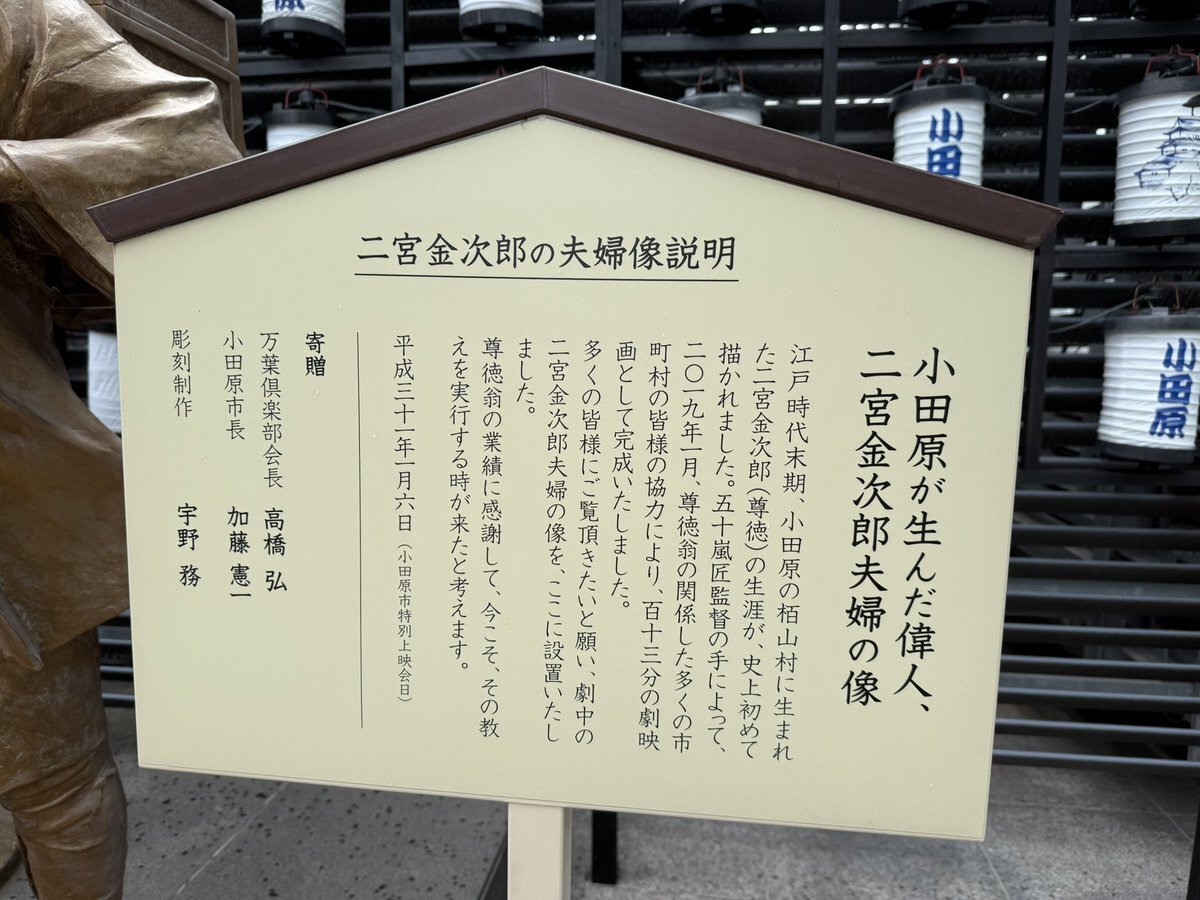 二宮金次郎の夫婦像説明
小田原が生んだ偉人、
二宮金次郎夫婦の像
江戸時代末期、小田原の栢山村に生まれ
た二宮金次郎（尊徳）の生涯が、史上初めて
描かれました。五十嵐匠監督の手によって、
二〇一九年一月、尊徳翁の関係した多くの市
町村の皆様の協力により、百十三分の劇映
画として完成いたしました。
多くの皆様にご覧頂きたいと願い、劇中の
二宮金次郎夫婦の像を、ここに設置いたし
ました。
尊徳翁の業績に感謝して、今こそ、その教
えを実行する時が来たと考えます。
平成三十一年一月六日（小田原市特別上映会日）
寄贈
万葉倶楽部会長 高橋 弘
小田原市長 加藤 憲一
彫刻制作 宇野 務
小田
小田原
原